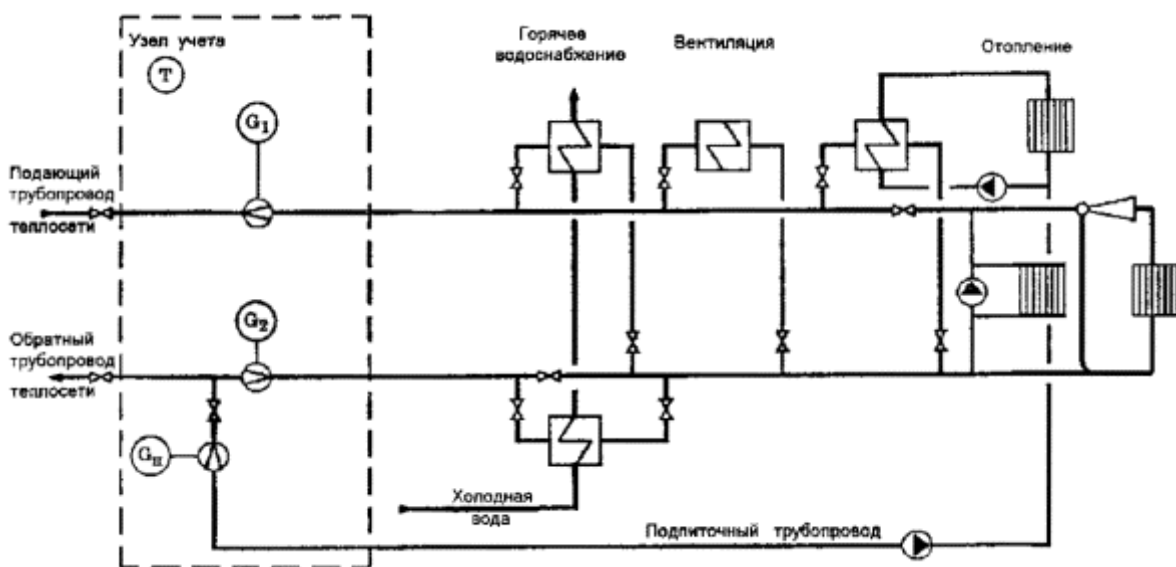 Узел учета
T
G1
Горячее
водоснабжение
Вентиляция
Отопление
Подающий
трубопровод
теплосети
G2
Обратный
трубопровод
теплосети
GП
Холодная
вода
Подпиточный трубопровод